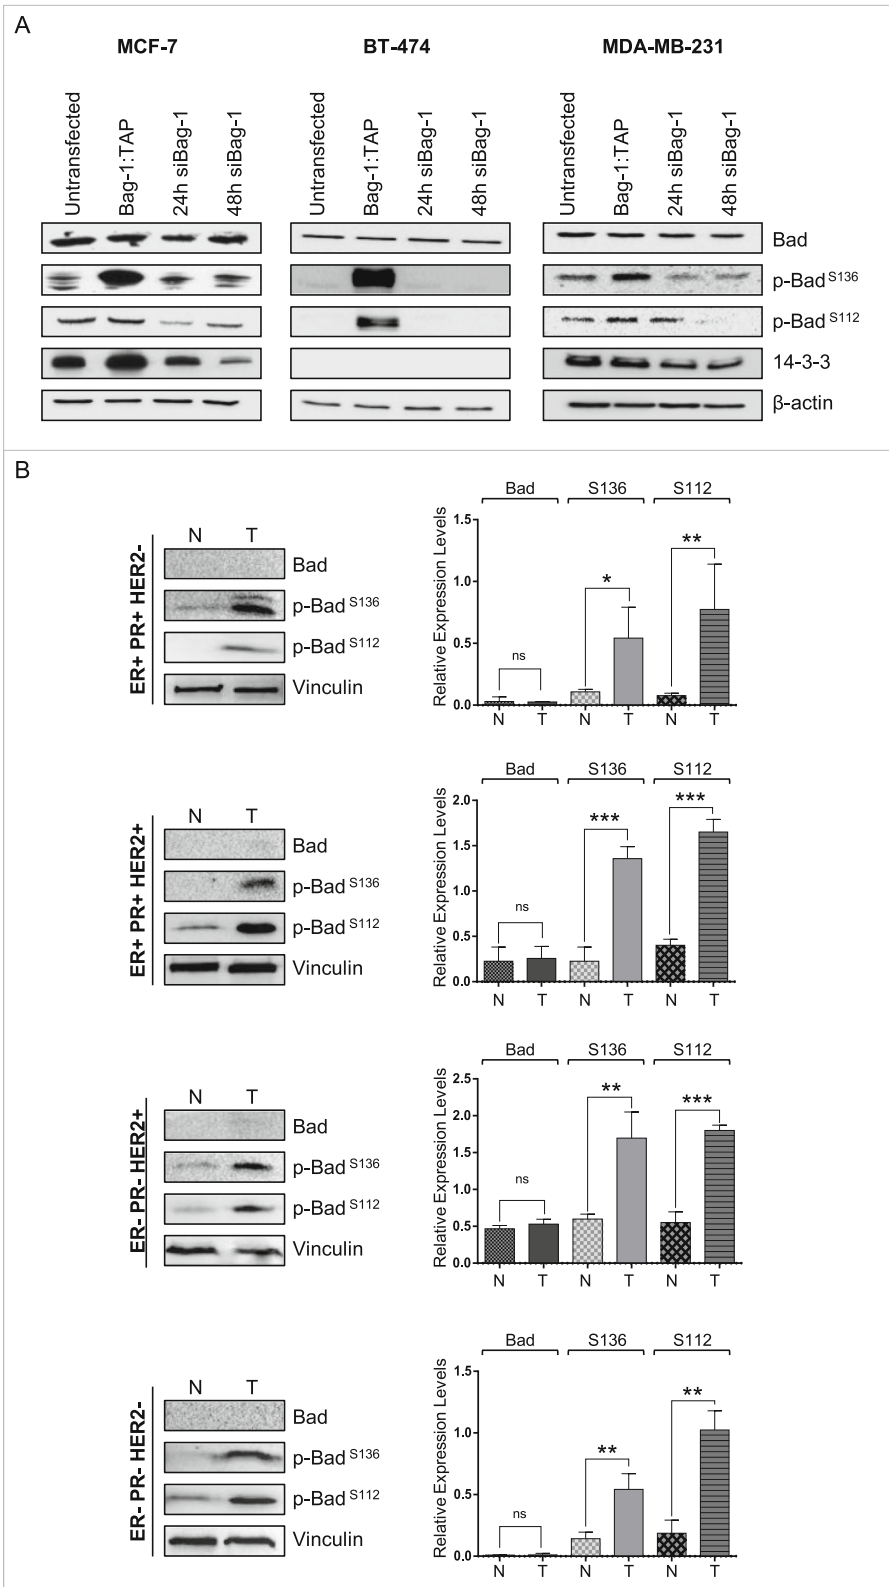 A
MCF-7 BT-474 MDA-MB-231
Untransfected Bag-1:TAP 24h siBag-1 48h siBag-1 Untransfected Bag-1:TAP 24h siBag-1 48h siBag-1 Untransfected Bag-1:TAP 24h siBag-1 48h siBag-1
Bad
p-Bad S136
p-Bad S112
14-3-3
β-actin
B
ER+ PR+ HER2-
N T
Bad
p-Bad S136
p-Bad S112
Vinculin
Bad S136 S112
Relative Expression Levels
1.5
1.0
0.5
0.0
ns * **
N T N T N T
ER+ PR+ HER2+
N T
Bad
p-Bad S136
p-Bad S112
Vinculin
Bad S136 S112
Relative Expression Levels
2.0
1.5
1.0
0.5
0.0
ns *** ***
N T N T N T
ER- PR- HER2+
N T
Bad
p-Bad S136
p-Bad S112
Vinculin
Bad S136 S112
Relative Expression Levels
2.5
2.0
1.5
1.0
0.5
0.0
ns ** ***
N T N T N T
ER- PR- HER2-
N T
Bad
p-Bad S136
p-Bad S112
Vinculin
Bad S136 S112
Relative Expression Levels
1.5
1.0
0.5
0.0
ns ** **
N T N T N T